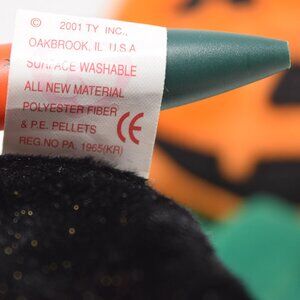 © 2001 TY INC.,
OAKBROOK, IL U.S.A
SURFACE WASHABLE
ALL NEW MATERIAL
POLYESTER FIBER
& P.E. PELLETS CE
REG.NO PA. 1965(KR)